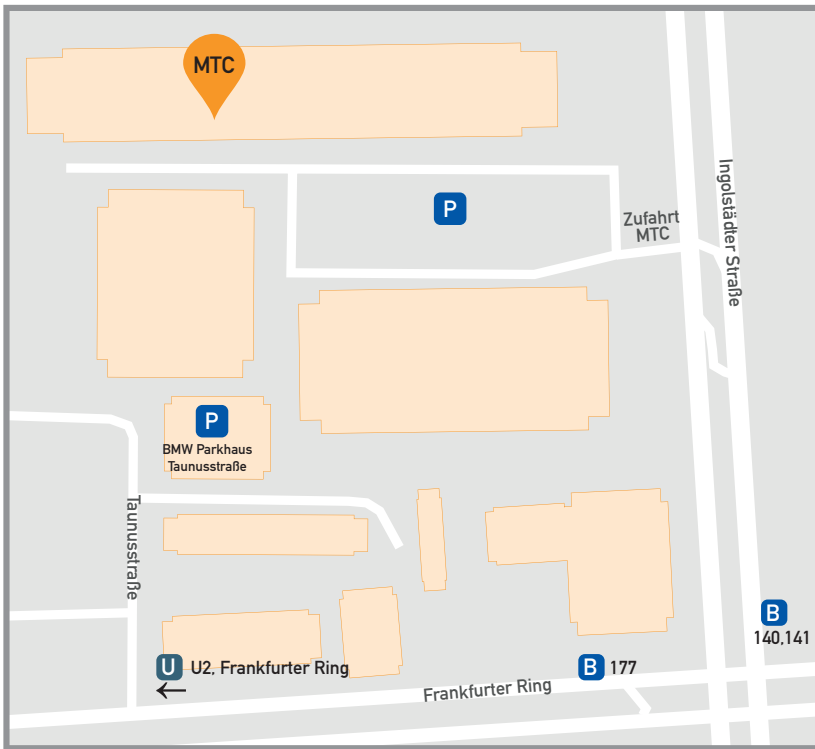 MTC
P
Zufahrt
MTC
Ingolstädter Straße
P
BMW Parkhaus
Taunusstraße
Taunusstraße
B
140,141
U U2, Frankfurter Ring
B 177
Frankfurter Ring